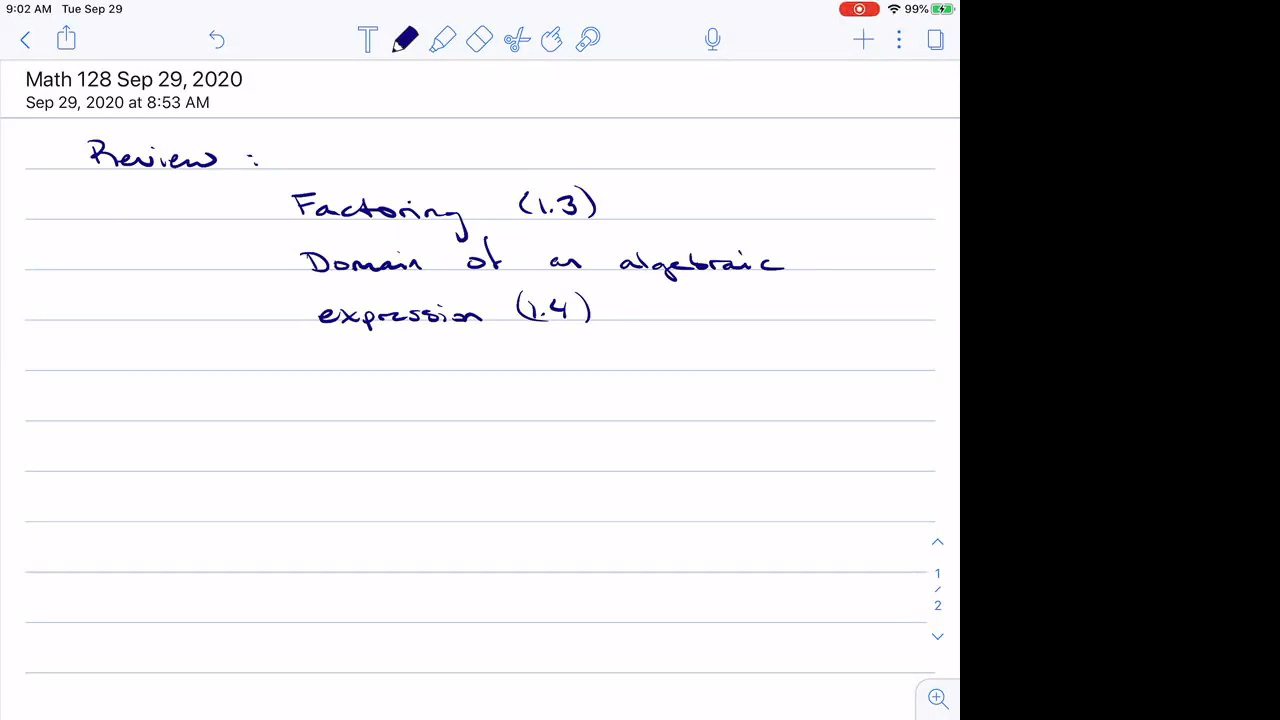 9:02 AM Tue Sep 29
99%
T
Math 128 Sep 29, 2020
Sep 29, 2020 at 8:53 AM
Review :
Factoring (1.3)
Domain of an algebraic
expression (1.4)
1
/
2